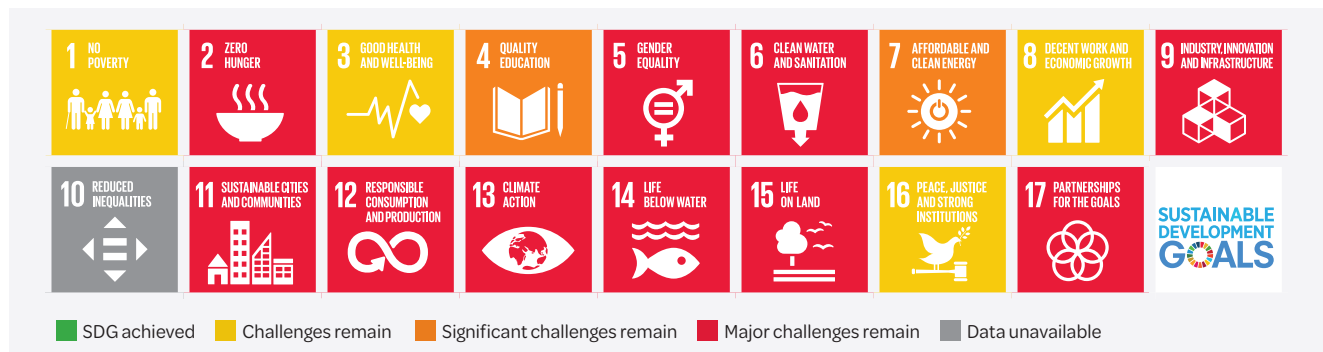 1 NO
POVERTY
2 ZERO
HUNGER
3 GOOD HEALTH
AND WELL-BEING
4 QUALITY
EDUCATION
5 GENDER
EQUALITY
6 CLEAN WATER
AND SANITATION
7 AFFORDABLE AND
CLEAN ENERGY
8 DECENT WORK AND
ECONOMIC GROWTH
9 INDUSTRY, INNOVATION
AND INFRASTRUCTURE
10 REDUCED
INEQUALITIES
11 SUSTAINABLE CITIES
AND COMMUNITIES
12 RESPONSIBLE
CONSUMPTION
AND PRODUCTION
13 CLIMATE
ACTION
14 LIFE
BELOW WATER
15 LIFE
ON LAND
16 PEACE, JUSTICE
AND STRONG
INSTITUTIONS
17 PARTNERSHIPS
FOR THE GOALS
SUSTAINABLE
DEVELOPMENT
GOALS
SDG achieved
Challenges remain
Significant challenges remain
Major challenges remain
Data unavailable